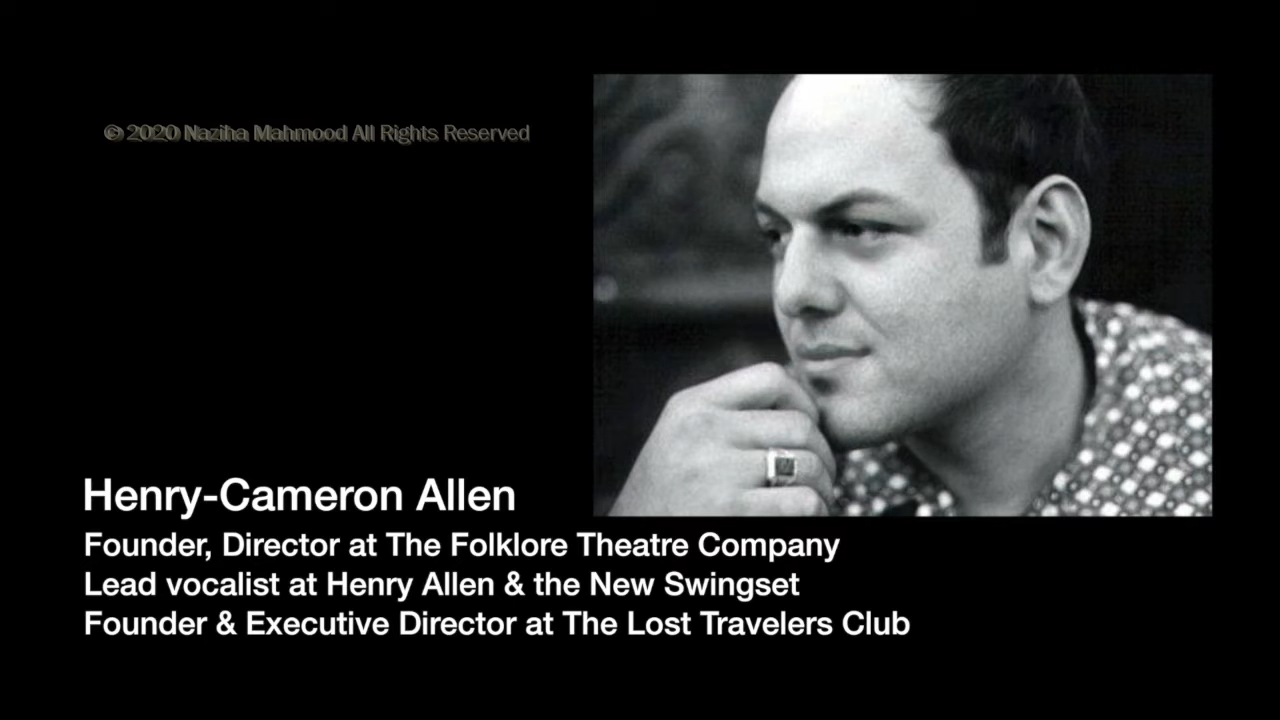 © 2020 Naziha Mahmood All Rights Reserved
Henry-Cameron Allen
Founder, Director at The Folklore Theatre Company
Lead vocalist at Henry Allen & the New Swingset
Founder & Executive Director at The Lost Travelers Club